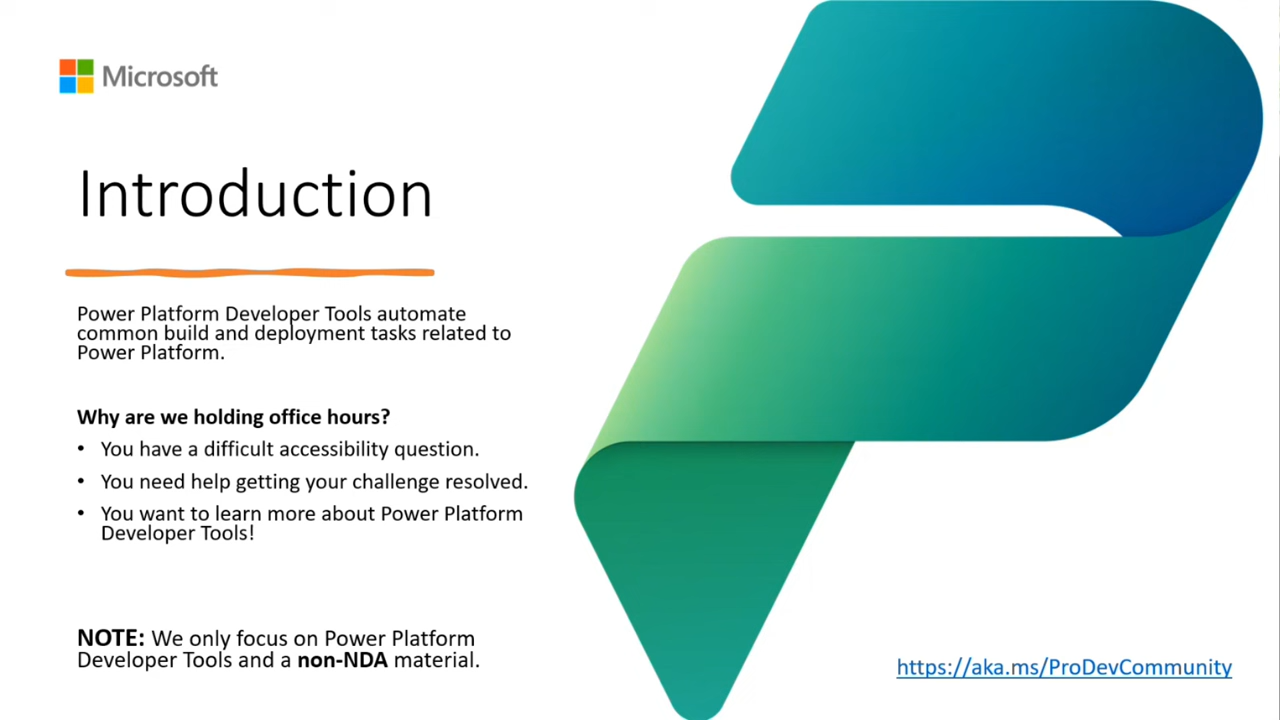 Microsoft
Introduction
Power Platform Developer Tools automate
common build and deployment tasks related to
Power Platform.
Why are we holding office hours?
• You have a difficult accessibility question.
• You need help getting your challenge resolved.
• You want to learn more about Power Platform
Developer Tools!
NOTE: We only focus on Power Platform
Developer Tools and a non-NDA material.
https://aka.ms/ProDevCommunity